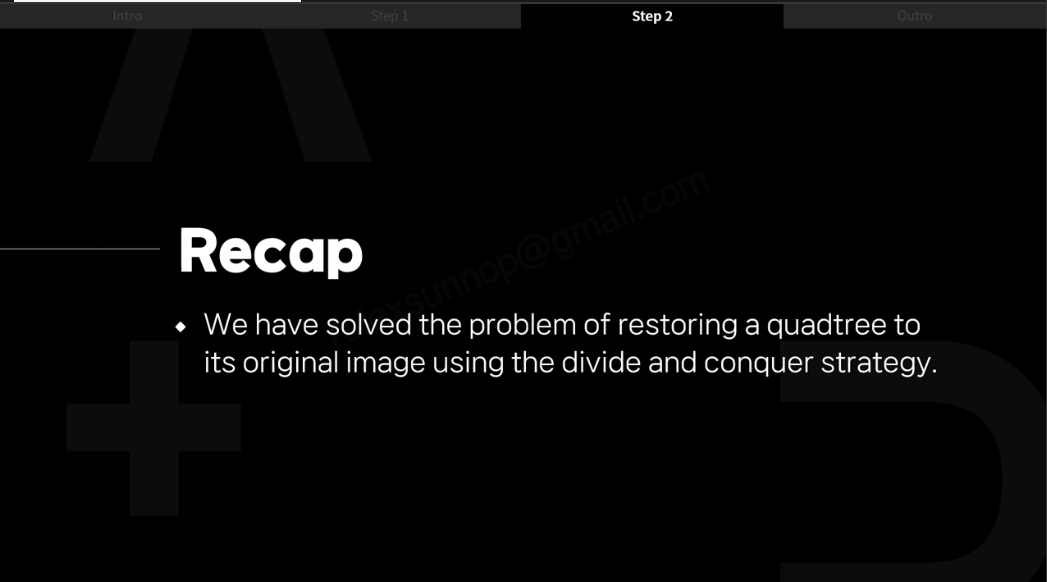 Intro
Step 1
Step 2
Outro
Recap
We have solved the problem of restoring a quadtree to
its original image using the divide and conquer strategy.